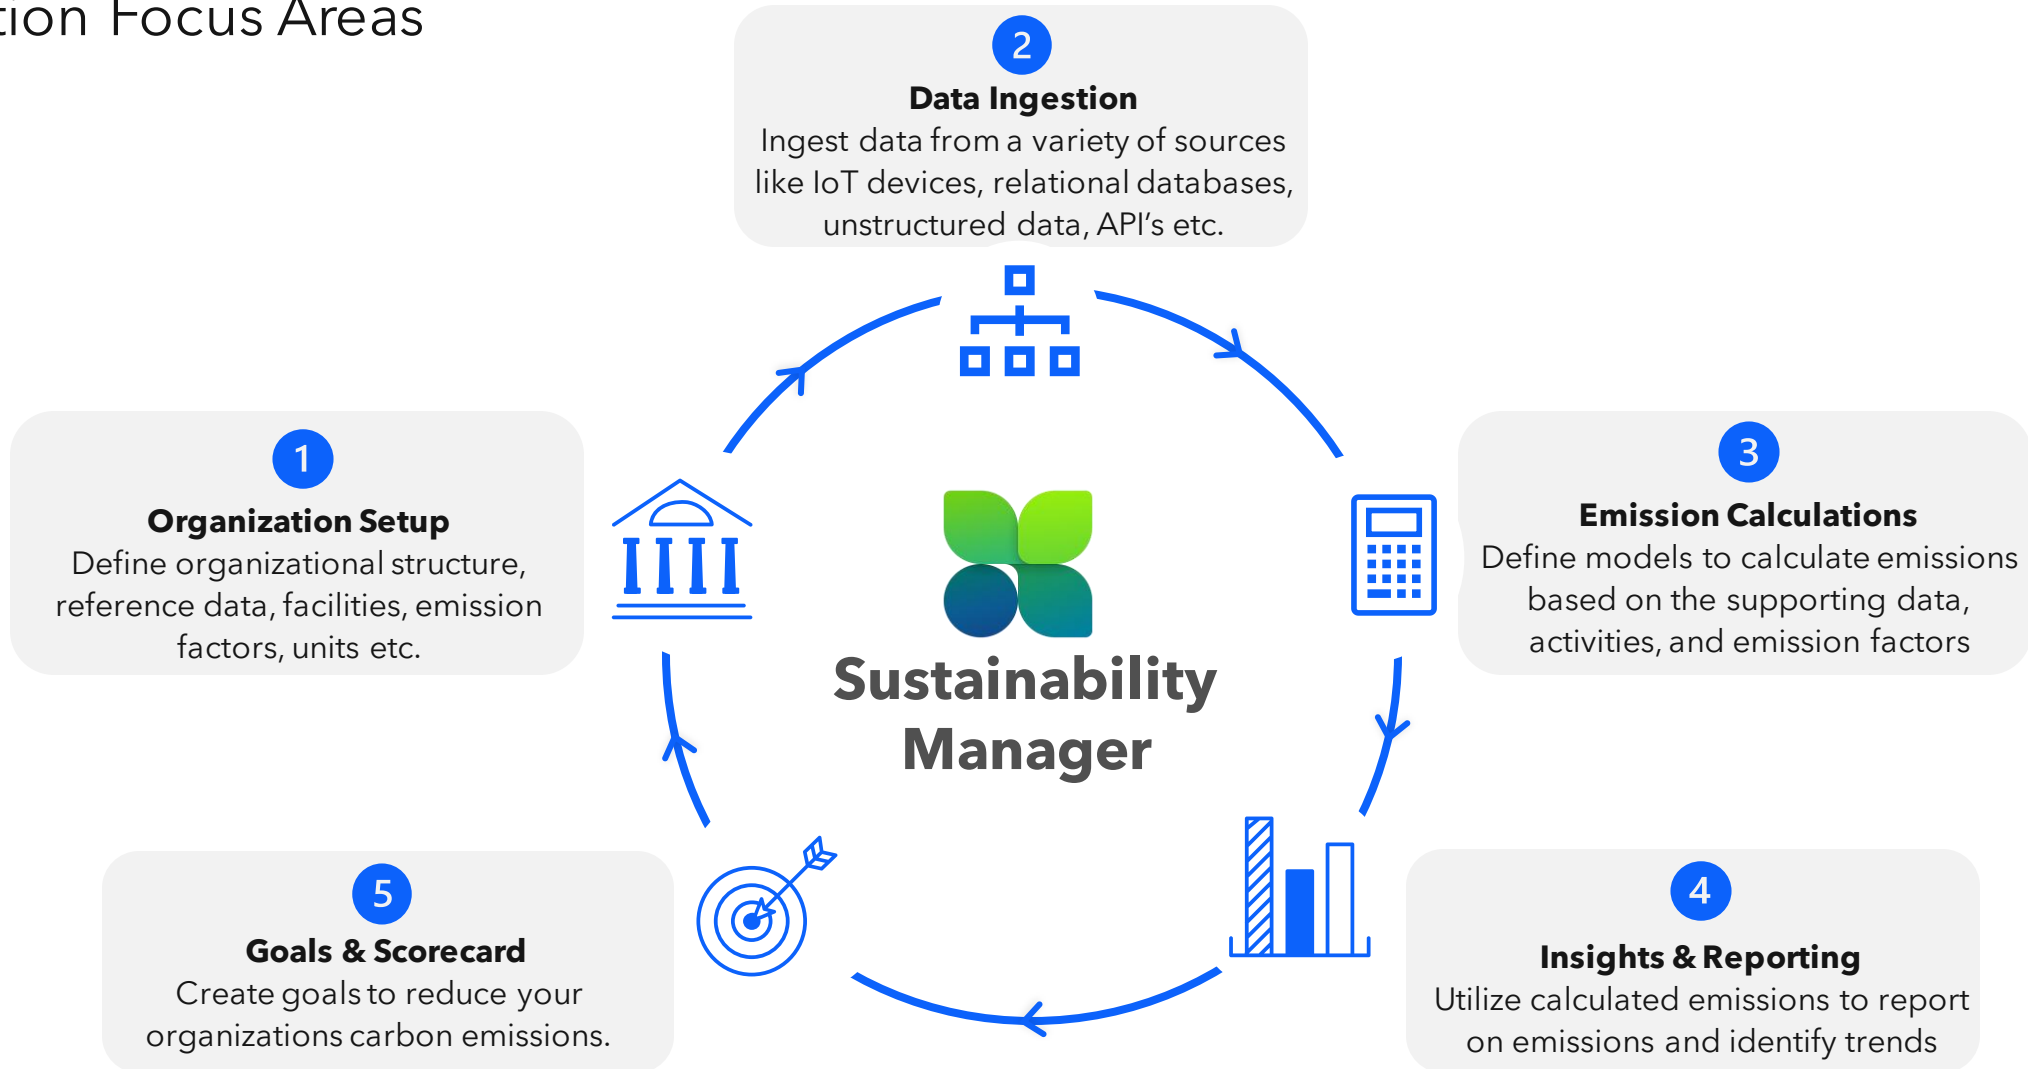 Focus Areas
1
Organization Setup
Define organizational structure,
reference data, facilities, emission
factors, units etc.
2
Data Ingestion
Ingest data from a variety of sources
like IoT devices, relational databases,
unstructured data, API's etc.
3
Emission Calculations
Define models to calculate emissions
based on the supporting data,
activities, and emission factors
4
Insights & Reporting
Utilize calculated emissions to report
on emissions and identify trends
5
Goals & Scorecard
Create goals to reduce your
organizations carbon emissions.
Sustainability
Manager